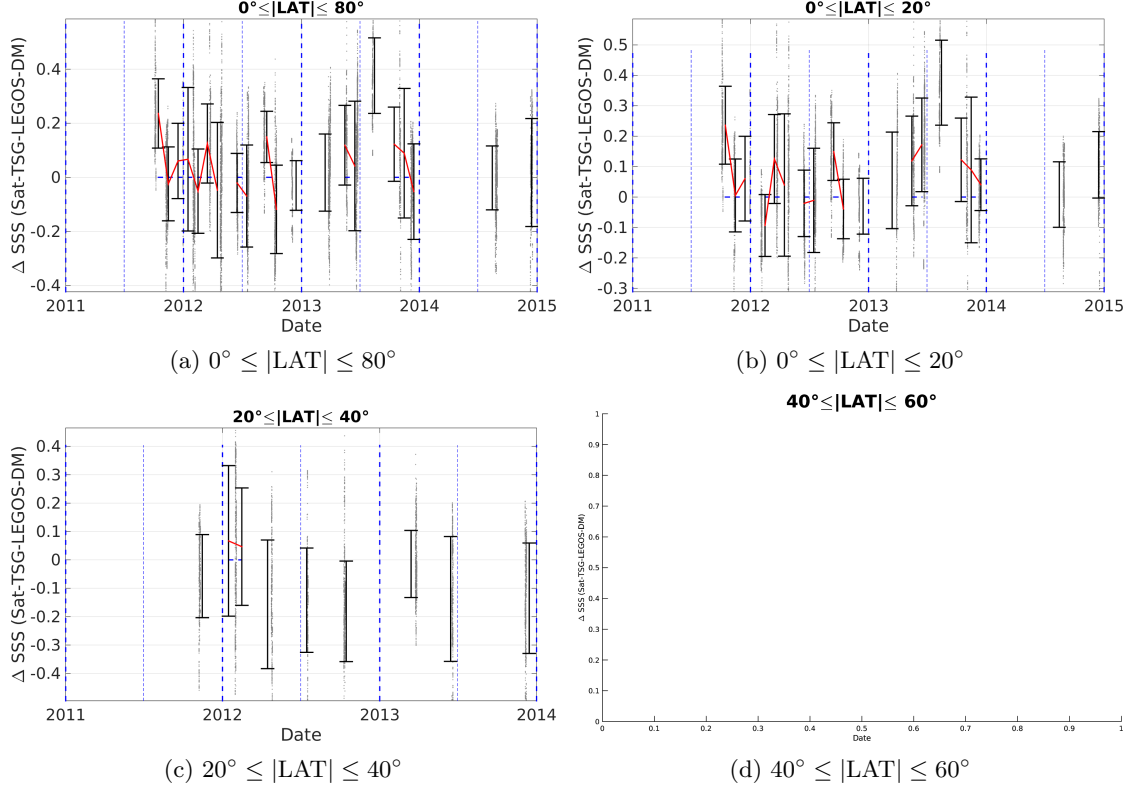 0°≤|LAT|≤ 80°
Δ SSS (Sat-TSG-LEGOS-DM)
0.4
0.2
0
-0.2
-0.4
2011 2012 2013 2014 2015
Date
(a) 0° ≤ |LAT| ≤ 80°
0°≤|LAT|≤ 20°
Δ SSS (Sat-TSG-LEGOS-DM)
0.5
0.4
0.3
0.2
0.1
0
-0.1
-0.2
-0.3
2011 2012 2013 2014 2015
Date
(b) 0° ≤ |LAT| ≤ 20°
20°≤|LAT|≤ 40°
Δ SSS (Sat-TSG-LEGOS-DM)
0.4
0.3
0.2
0.1
0
-0.1
-0.2
-0.3
-0.4
2011 2012 2013 2014
Date
(c) 20° ≤ |LAT| ≤ 40°
40°≤|LAT|≤ 60°
Δ SSS (Sat-TSG-LEGOS-DM)
1
0.9
0.8
0.7
0.6
0.5
0.4
0.3
0.2
0.1
0
0 0.1 0.2 0.3 0.4 0.5 0.6 0.7 0.8 0.9 1
Date
(d) 40° ≤ |LAT| ≤ 60°